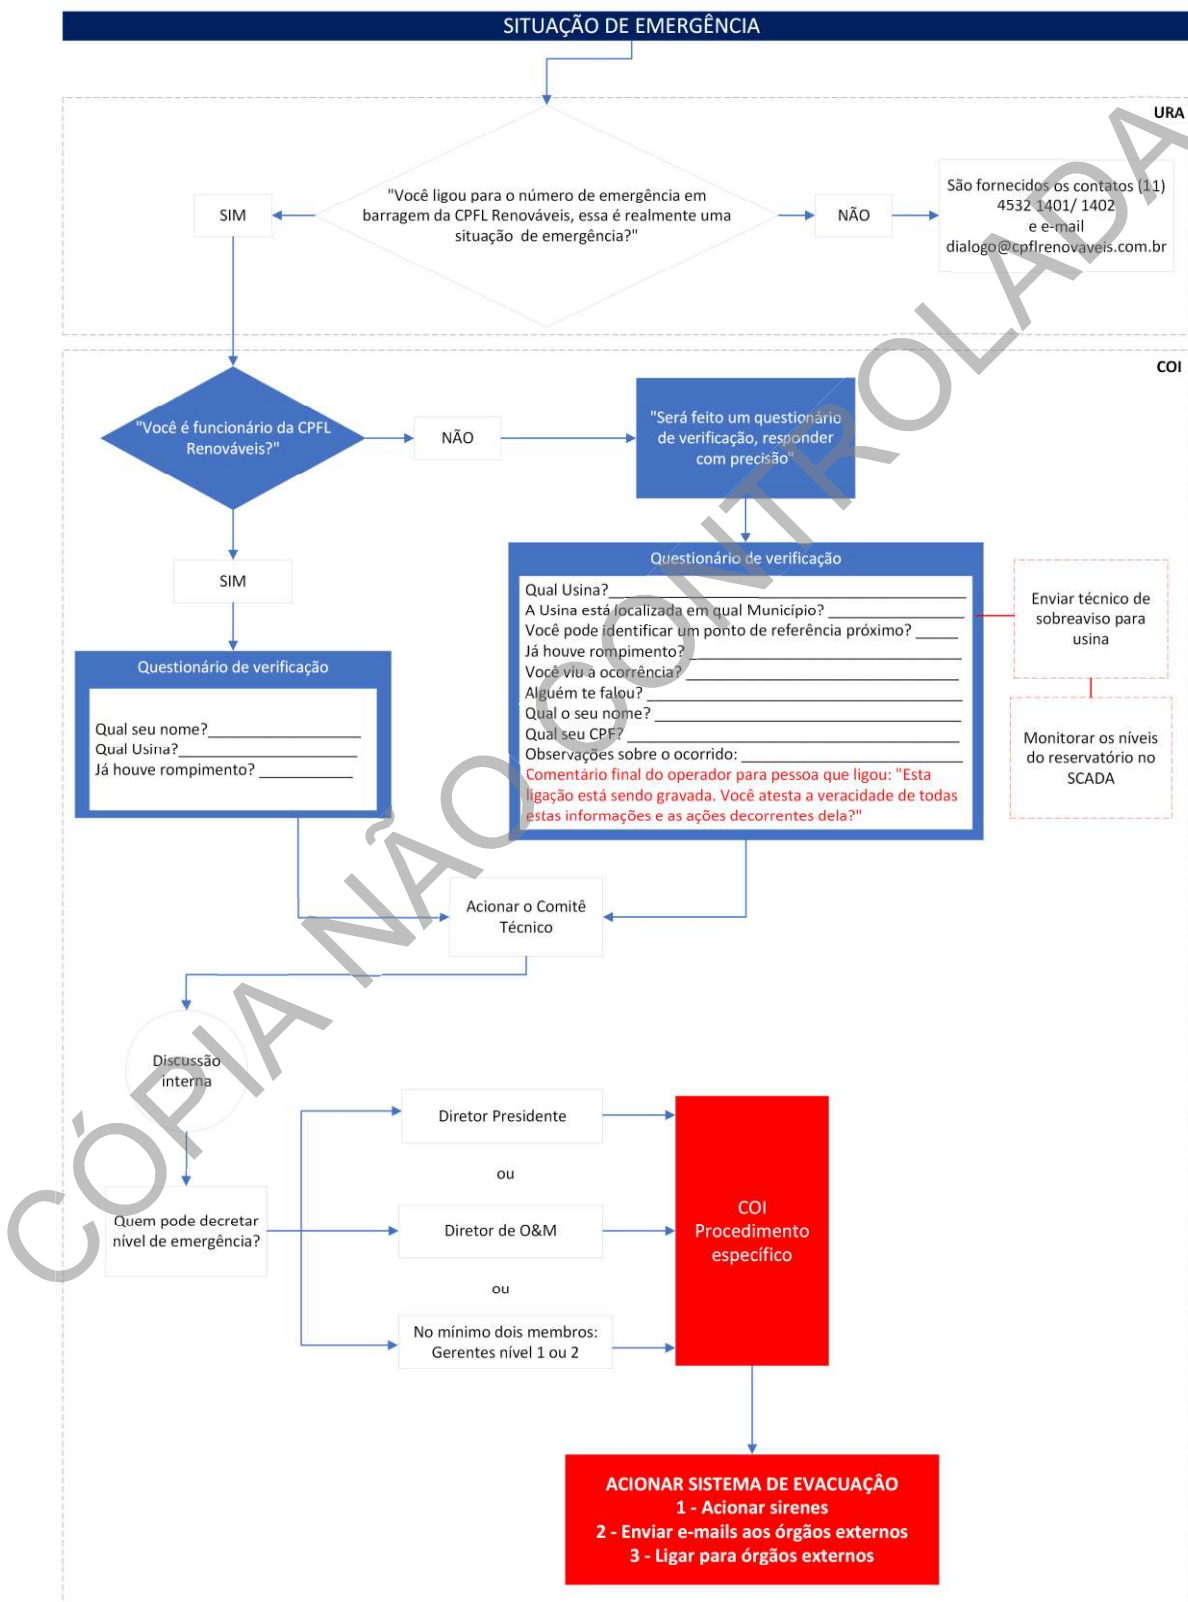 SITUAÇÃO DE EMERGÊNCIA
URA
"Você ligou para o número de emergência em
barragem da CPFL Renováveis, essa é realmente uma
situação de emergência?"
SIM
NÃO
São fornecidos os contatos (11)
4532 1401/ 1402
e e-mail
dialogo@cpflrenovaveis.com.br
COI
"Você é funcionário da CPFL
Renováveis?"
NÃO
"Será feito um questionário
de verificação, responder
com precisão"
SIM
Questionário de verificação
Qual seu nome?
Qual Usina?
Já houve rompimento?
Questionário de verificação
Qual Usina?
A Usina está localizada em qual Município?
Você pode identificar um ponto de referência próximo?
Já houve rompimento?
Você viu a ocorrência?
Alguém te falou?
Qual o seu nome?
Qual seu CPF?
Observações sobre o ocorrido:
Comentário final do operador para pessoa que ligou: "Esta
ligação está sendo gravada. Você atesta a veracidade de todas
estas informações e as ações decorrentes dela?"
Enviar técnico de
sobreaviso para
usina
Monitorar os níveis
do reservatório no
SCADA
Acionar o Comitê
Técnico
Discussão
interna
Quem pode decretar
nível de emergência?
Diretor Presidente
ou
Diretor de O&M
ou
No mínimo dois membros:
Gerentes nível 1 ou 2
COI
Procedimento
específico
ACIONAR SISTEMA DE EVACUAÇÂO
1 - Acionar sirenes
2 - Enviar e-mails aos órgãos externos
3 - Ligar para órgãos externos
CÓPIA NÃO CONTROLADA